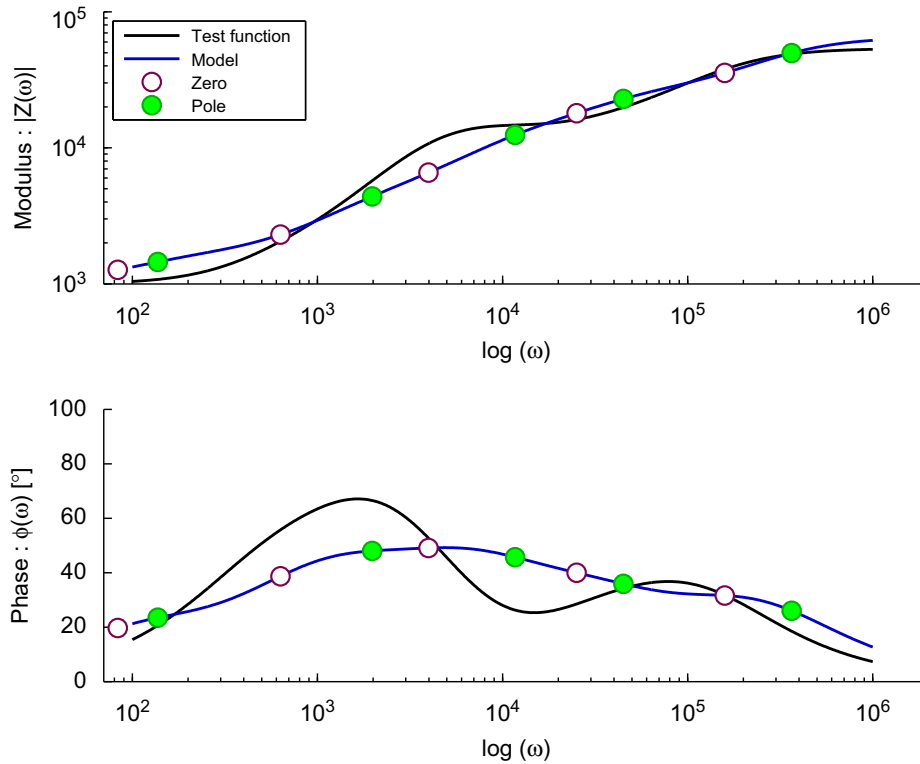 10^5
Test function
Model
Zero
Pole
Modulus : |Z(ω)|
10^4
10^3
10^2 10^3 10^4 10^5 10^6
log (ω)
100
80
60
40
20
0
Phase : ϕ(ω) [°]
10^2 10^3 10^4 10^5 10^6
log (ω)